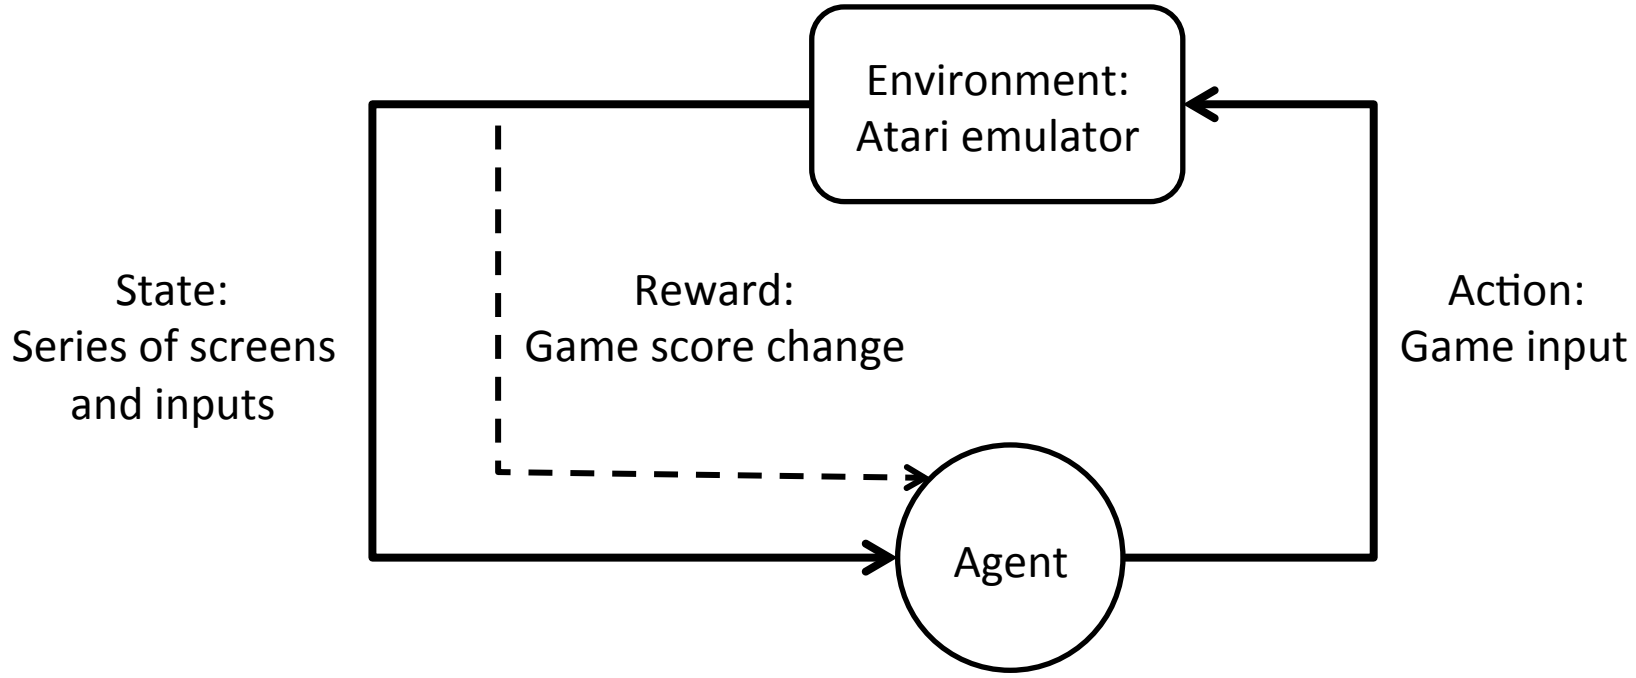 Environment:
Atari emulator
State:
Series of screens
and inputs
Reward:
Game score change
Action:
Game input
Agent